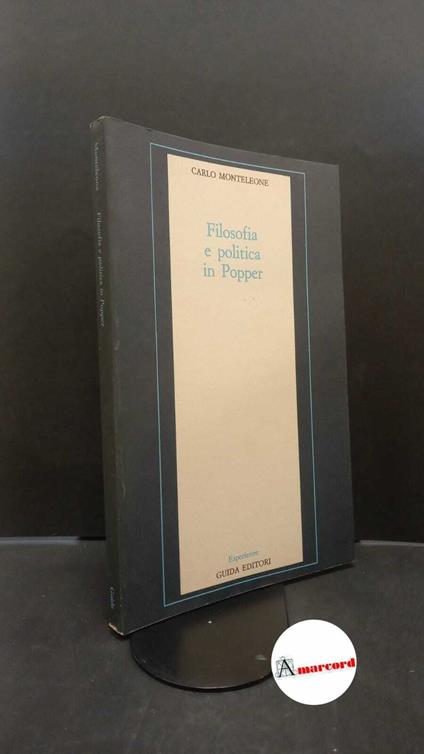 CARLO MONTELEONE
Filosofia
e politica
in Popper
Esperienze
GUIDA EDITORI
Monteleone Filosofia e politica in Popper Guida
Amarcord